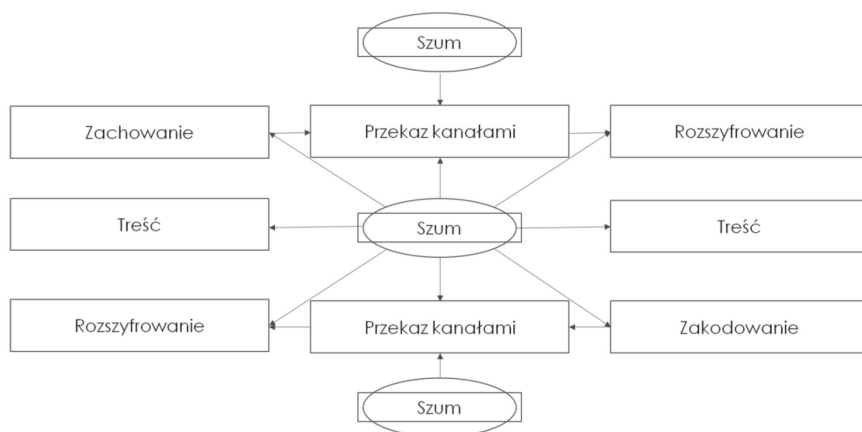 Szum
Zachowanie
Przekaz kanałami
Rozszyfrowanie
Treść
Szum
Treść
Rozszyfrowanie
Przekaz kanałami
Zakodowanie
Szum